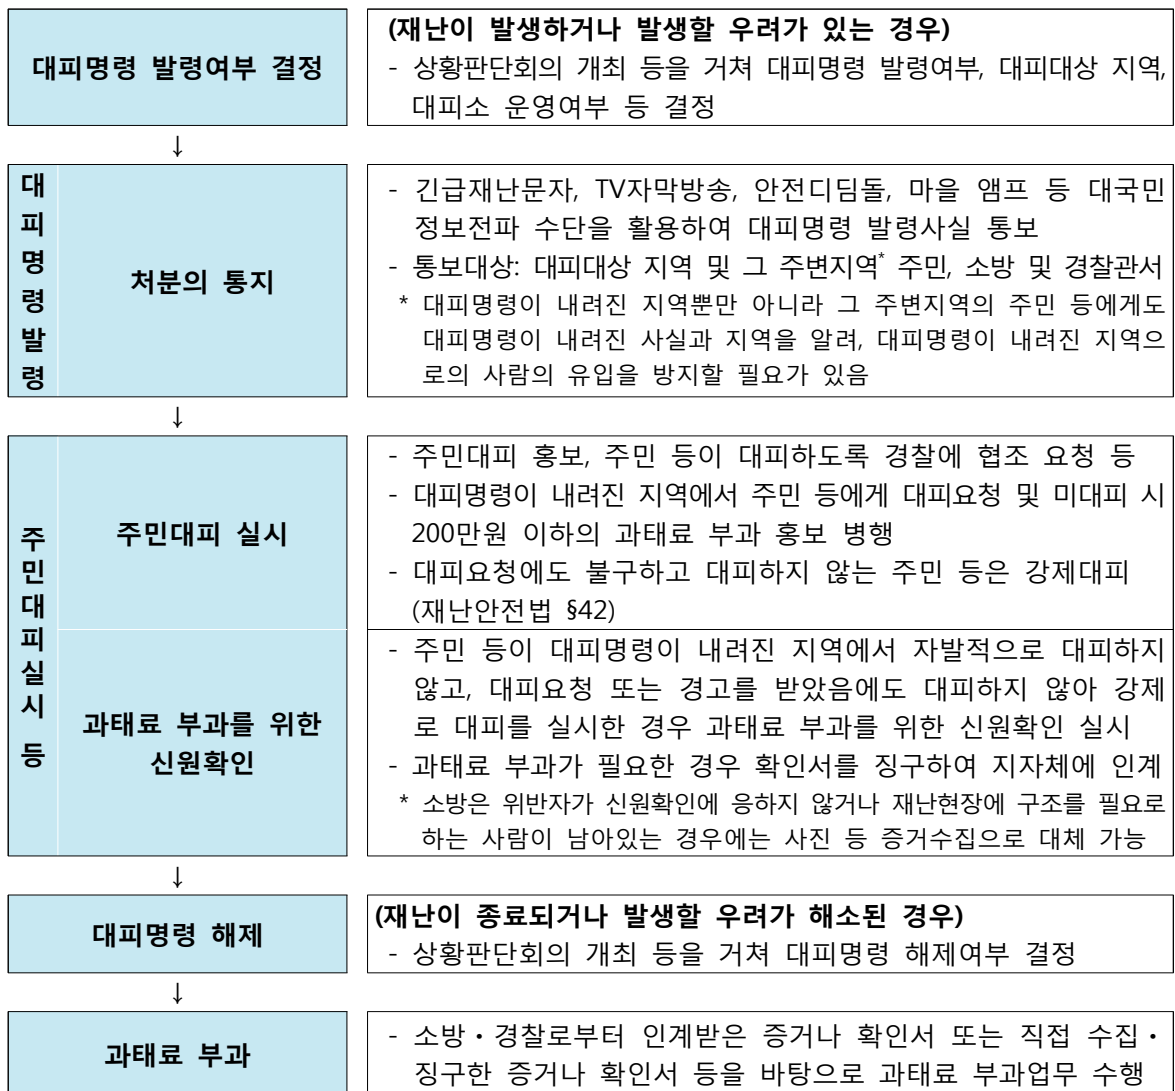 대피명령 발령여부 결정
(재난이 발생하거나 발생할 우려가 있는 경우)
- 상황판단회의 개최 등을 거쳐 대피명령 발령여부, 대피대상 지역,
대피소 운영여부 등 결정
↓
대피명령발령
처분의 통지
- 긴급재난문자, TV자막방송, 안전디딤돌, 마을 앰프 등 대국민
정보전파 수단을 활용하여 대피명령 발령사실 통보
- 통보대상: 대피대상 지역 및 그 주변지역* 주민, 소방 및 경찰관서
* 대피명령이 내려진 지역뿐만 아니라 그 주변지역의 주민 등에게도
대피명령이 내려진 사실과 지역을 알려, 대피명령이 내려진 지역으
로의 사람의 유입을 방지할 필요가 있음
↓
주민대피실시 등
주민대피 실시
- 주민대피 홍보, 주민 등이 대피하도록 경찰에 협조 요청 등
- 대피명령이 내려진 지역에서 주민 등에게 대피요청 및 미대피 시
200만원 이하의 과태료 부과 홍보 병행
- 대피요청에도 불구하고 대피하지 않는 주민 등은 강제대피
(재난안전법 §42)
과태료 부과를 위한
신원확인
- 주민 등이 대피명령이 내려진 지역에서 자발적으로 대피하지
않고, 대피요청 또는 경고를 받았음에도 대피하지 않아 강제
로 대피를 실시한 경우 과태료 부과를 위한 신원확인 실시
- 과태료 부과가 필요한 경우 확인서를 징구하여 지자체에 인계
* 소방은 위반자가 신원확인에 응하지 않거나 재난현장에 구조를 필요로
하는 사람이 남아있는 경우에는 사진 등 증거수집으로 대체 가능
↓
대피명령 해제
(재난이 종료되거나 발생할 우려가 해소된 경우)
- 상황판단회의 개최 등을 거쳐 대피명령 해제여부 결정
↓
과태료 부과
- 소방・경찰로부터 인계받은 증거나 확인서 또는 직접 수집・
징구한 증거나 확인서 등을 바탕으로 과태료 부과업무 수행